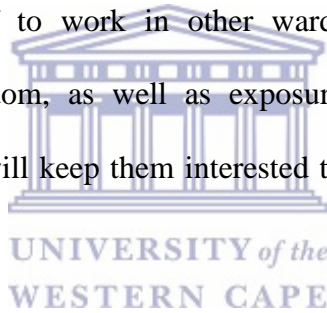 to work in other ward
om, as well as exposur
ill keep them interested t
UNIVERSITY of the
WESTERN CAPE